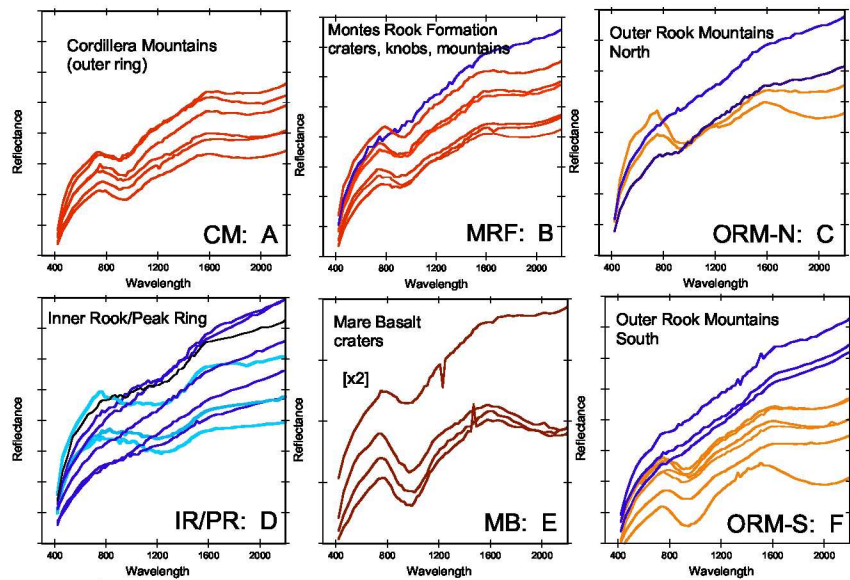 Cordillera Mountains
(outer ring)
Reflectance
CM: A
400 800 1200 1600 2000
Wavelength
Montes Rook Formation
craters, knobs, mountains
Reflectance
MRF: B
400 800 1200 1600 2000
Wavelength
Outer Rook Mountains
North
Reflectance
ORM-N: C
400 800 1200 1600 2000
Wavelength
Inner Rook/Peak Ring
Reflectance
IR/PR: D
400 800 1200 1600 2000
Wavelength
Mare Basalt
craters
[x2]
Reflectance
MB: E
400 800 1200 1600 2000
Wavelength
Outer Rook Mountains
South
Reflectance
ORM-S: F
400 800 1200 1600 2000
Wavelength